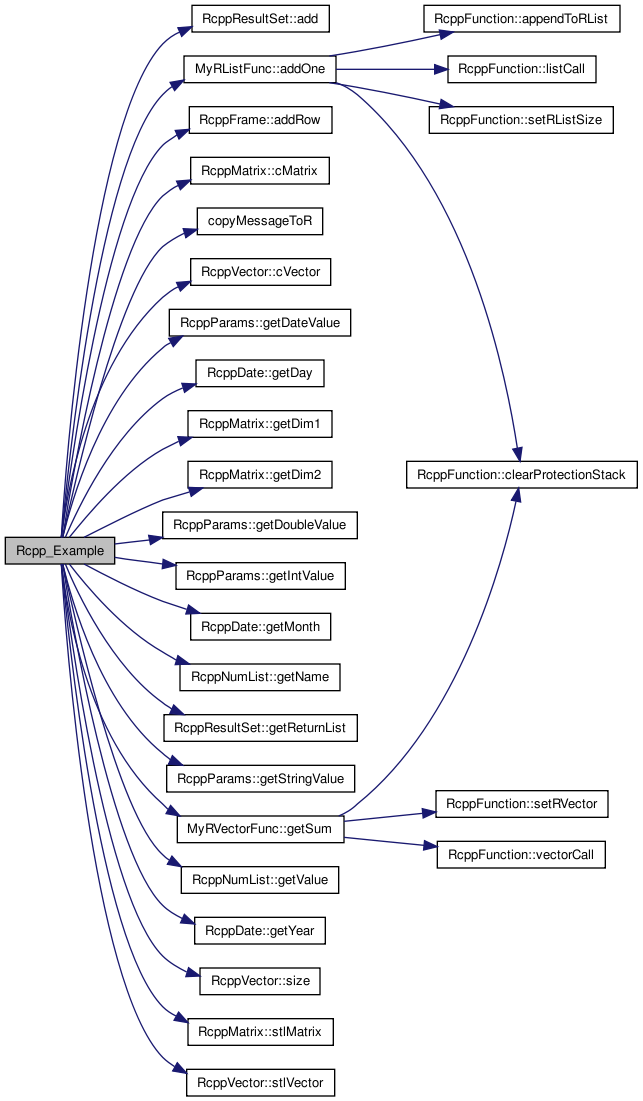 RcppResultSet::add
RcppFunction::appendToRList
MyRListFunc::addOne
RcppFunction::listCall
RcppFrame::addRow
RcppFunction::setRListSize
RcppMatrix::cMatrix
copyMessageToR
RcppVector::cVector
RcppParams::getDateValue
RcppDate::getDay
RcppMatrix::getDim1
RcppMatrix::getDim2
RcppFunction::clearProtectionStack
RcppParams::getDoubleValue
Rcpp_Example
RcppParams::getIntValue
RcppDate::getMonth
RcppNumList::getName
RcppResultSet::getReturnList
RcppParams::getStringValue
RcppFunction::setRVector
MyRVectorFunc::getSum
RcppFunction::vectorCall
RcppNumList::getValue
RcppDate::getYear
RcppVector::size
RcppMatrix::stlMatrix
RcppVector::stlVector